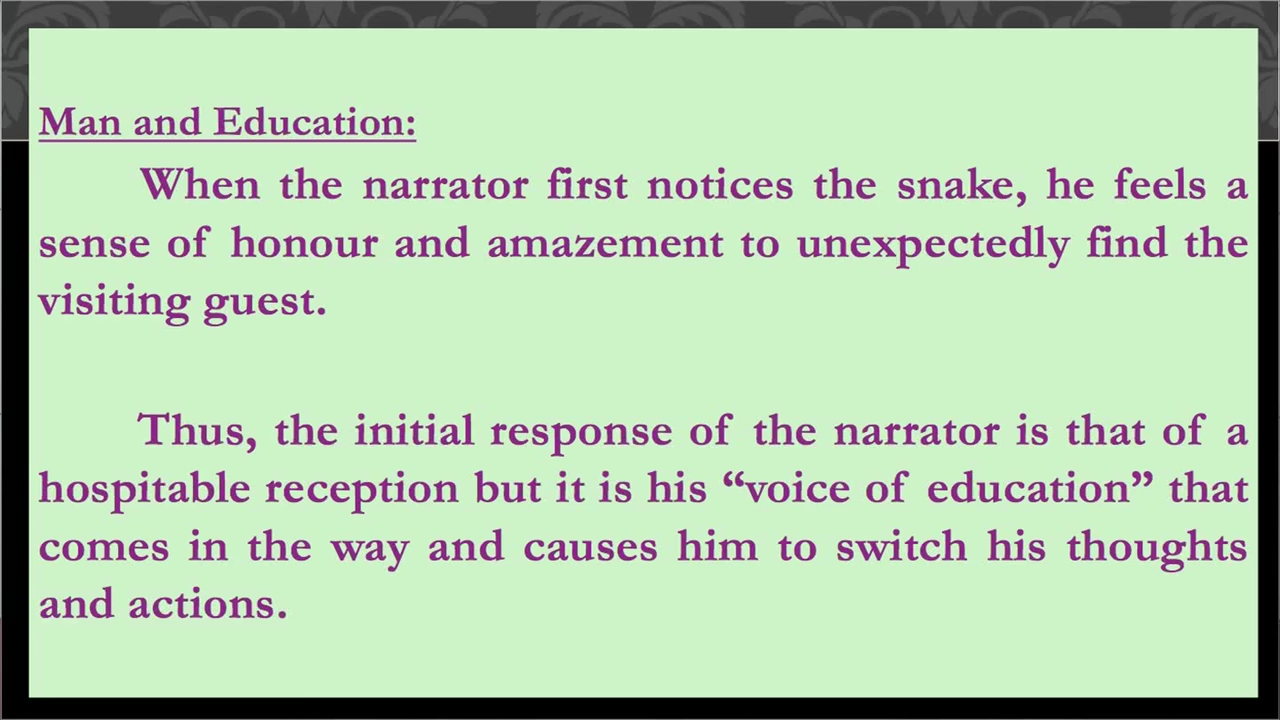 Man and Education:
When the narrator first notices the snake, he feels a
sense of honour and amazement to unexpectedly find the
visiting guest.
Thus, the initial response of the narrator is that of a
hospitable reception but it is his “voice of education” that
comes in the way and causes him to switch his thoughts
and actions.